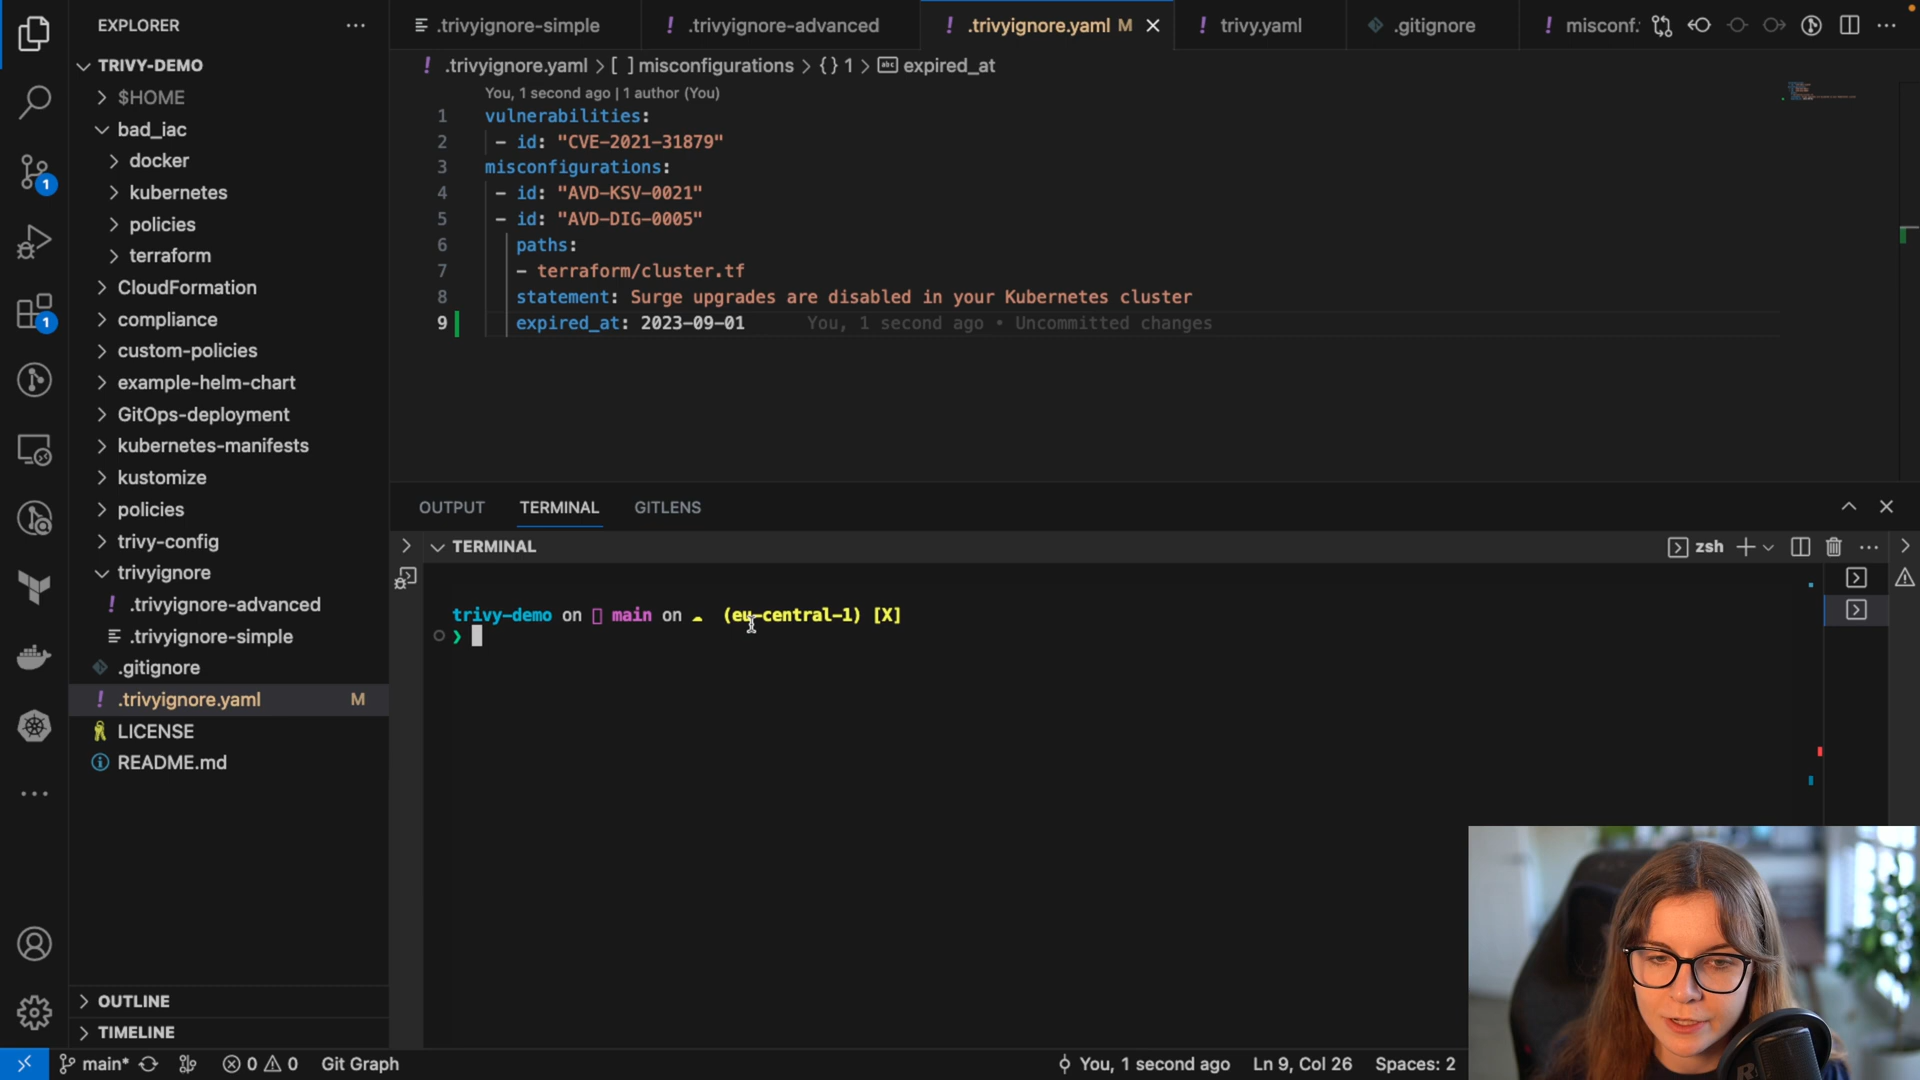 EXPLORER
.trivyignore-simple
.trivyignore-advanced
.trivyignore.yaml M
trivy.yaml
.gitignore
misconf.
TRIVY-DEMO
$HOME
bad_iac
docker
kubernetes
policies
terraform
CloudFormation
compliance
custom-policies
example-helm-chart
GitOps-deployment
kubernetes-manifests
kustomize
policies
trivy-config
trivyignore
.trivyignore-advanced
.trivyignore-simple
.gitignore
.trivyignore.yaml M
LICENSE
README.md
OUTLINE
TIMELINE
1
1
.trivyignore.yaml > [ ] misconfigurations > {} 1 > abc expired_at
You, 1 second ago | 1 author (You)
1 vulnerabilities:
2 - id: "CVE-2021-31879"
3 misconfigurations:
4 - id: "AVD-KSV-0021"
5 - id: "AVD-DIG-0005"
6 paths:
7 - terraform/cluster.tf
8 statement: Surge upgrades are disabled in your Kubernetes cluster
9 expired_at: 2023-09-01 You, 1 second ago • Uncommitted changes
OUTPUT TERMINAL GITLENS
TERMINAL
zsh
trivy-demo on main on (eu-central-1) [X]
❯
main*
0 0
Git Graph
You, 1 second ago
Ln 9, Col 26
Spaces: 2